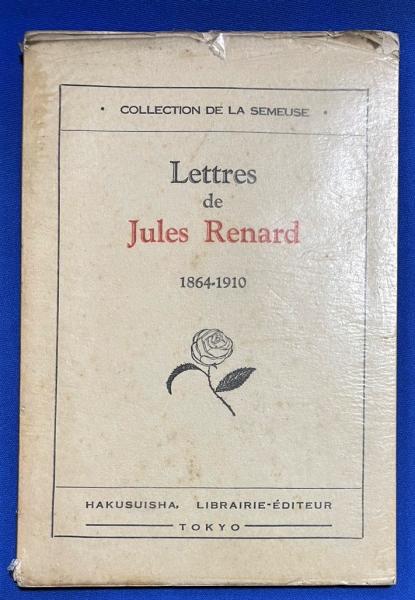 • COLLECTION DE LA SEMEUSE •
Lettres
de
Jules Renard
1864-1910
HAKUSUISHA, LIBRAIRIE-ÉDITEUR
TOKYO